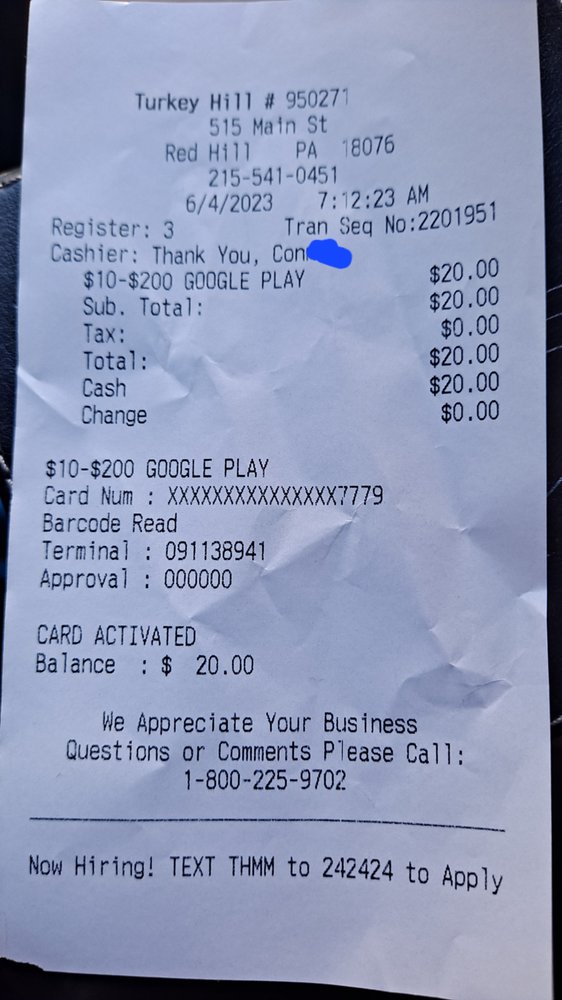 Turkey Hill # 950271
515 Main St
Red Hill PA 18076
215-541-0451
6/4/2023 7:12:23 AM
Register: 3 Tran Seq No:2201951
Cashier: Thank You, Con
$10-$200 GOOGLE PLAY $20.00
Sub. Total: $20.00
Tax: $0.00
Total: $20.00
Cash $20.00
Change $0.00
$10-$200 GOOGLE PLAY
Card Num : XXXXXXXXXXXXXXX7779
Barcode Read
Terminal : 091138941
Approval : 000000
CARD ACTIVATED
Balance : $ 20.00
We Appreciate Your Business
Questions or Comments Please Call:
1-800-225-9702
Now Hiring! TEXT THMM to 242424 to Apply